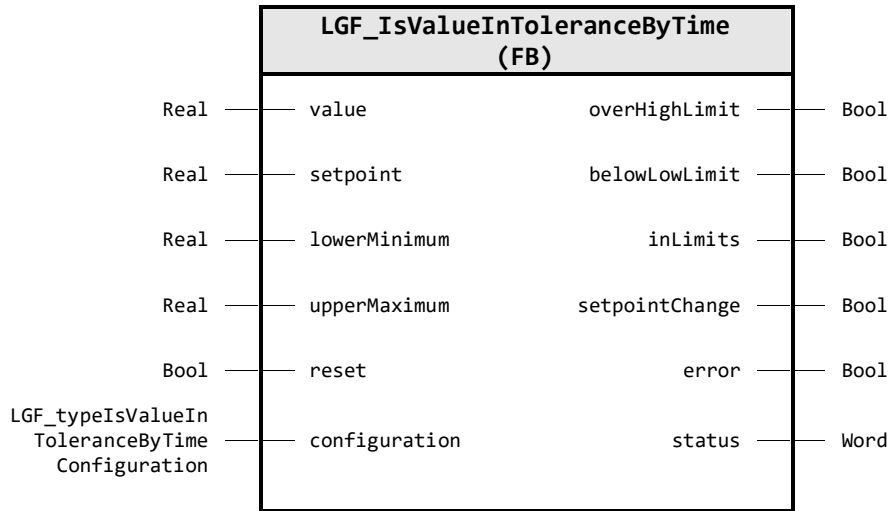 LGF_IsValueInToleranceByTime
(FB)
Real value overHighLimit Bool
Real setpoint belowLowLimit Bool
Real lowerMinimum inLimits Bool
Real upperMaximum setpointChange Bool
Bool reset error Bool
LGF_typeIsValueIn
ToleranceByTime configuration status Word
Configuration